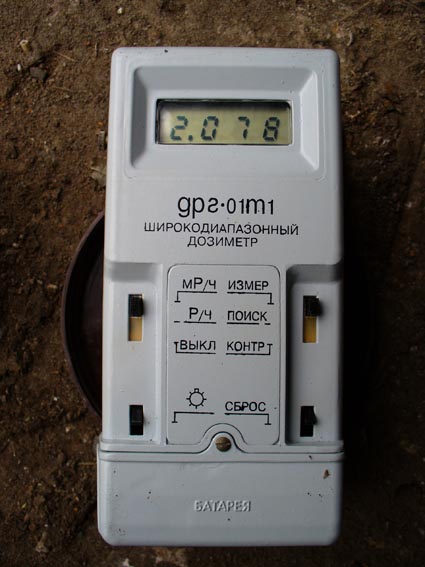 2.078
дрг·01т1
ШИРОКОДИАПАЗОННЫЙ
ДОЗИМЕТР
мР/ч ИЗМЕР
Р/ч ПОИСК
ВЫКЛ КОНТР
СБРОС
БАТАРЕЯ